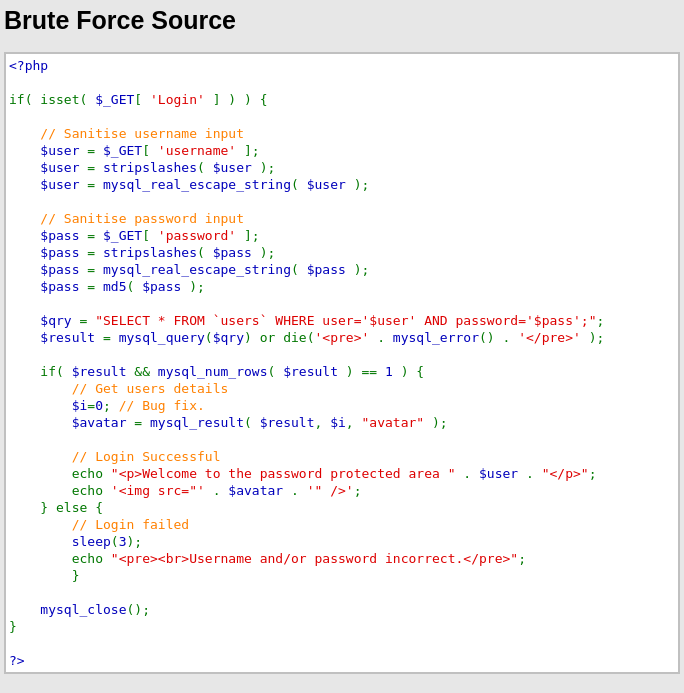 Brute Force Source
<?php
if( isset( $_GET[ 'Login' ] ) ) {
// Sanitise username input
$user = $_GET[ 'username' ];
$user = stripslashes( $user );
$user = mysql_real_escape_string( $user );
// Sanitise password input
$pass = $_GET[ 'password' ];
$pass = stripslashes( $pass );
$pass = mysql_real_escape_string( $pass );
$pass = md5( $pass );
$qry = "SELECT * FROM `users` WHERE user='$user' AND password='$pass';";
$result = mysql_query($qry) or die('<pre>' . mysql_error() . '</pre>' );
if( $result && mysql_num_rows( $result ) == 1 ) {
// Get users details
$i=0; // Bug fix.
$avatar = mysql_result( $result, $i, "avatar" );
// Login Successful
echo "<p>Welcome to the password protected area " . $user . "</p>";
echo '<img src="' . $avatar . '" />';
} else {
// Login failed
sleep(3);
echo "<pre><br>Username and/or password incorrect.</pre>";
}
mysql_close();
}
?>